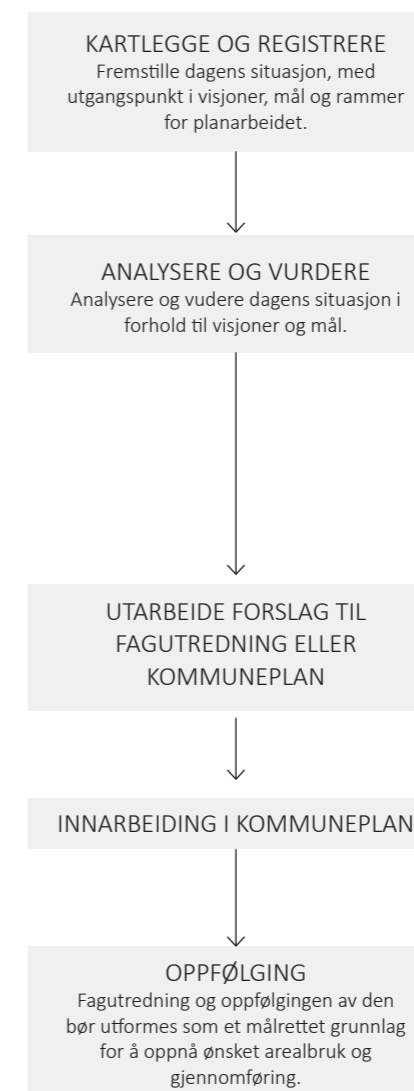 KARTLEGGE OG REGISTRERE
Fremstille dagens situasjon, med
utgangspunkt i visjoner, mål og rammer
for planarbeidet.
ANALYSERE OG VURDERE
Analysere og vudere dagens situasjon i
forhold til visjoner og mål.
UTARBEIDE FORSLAG TIL
FAGUTREDNING ELLER
KOMMUNEPLAN
INNARBEIDING I KOMMUNEPLAN
OPPFØLGING
Fagutredning og oppfølgingen av den
bør utformes som et målrettet grunnlag
for å oppnå ønsket arealbruk og
gjennomføring.